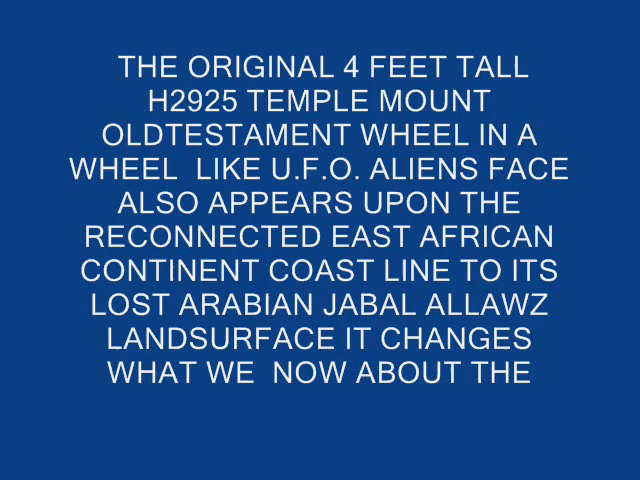 THE ORIGINAL 4 FEET TALL
H2925 TEMPLE MOUNT
OLDTESTAMENT WHEEL IN A
WHEEL LIKE U.F.O. ALIENS FACE
ALSO APPEARS UPON THE
RECONNECTED EAST AFRICAN
CONTINENT COAST LINE TO ITS
LOST ARABIAN JABAL ALLAWZ
LANDSURFACE IT CHANGES
WHAT WE NOW ABOUT THE